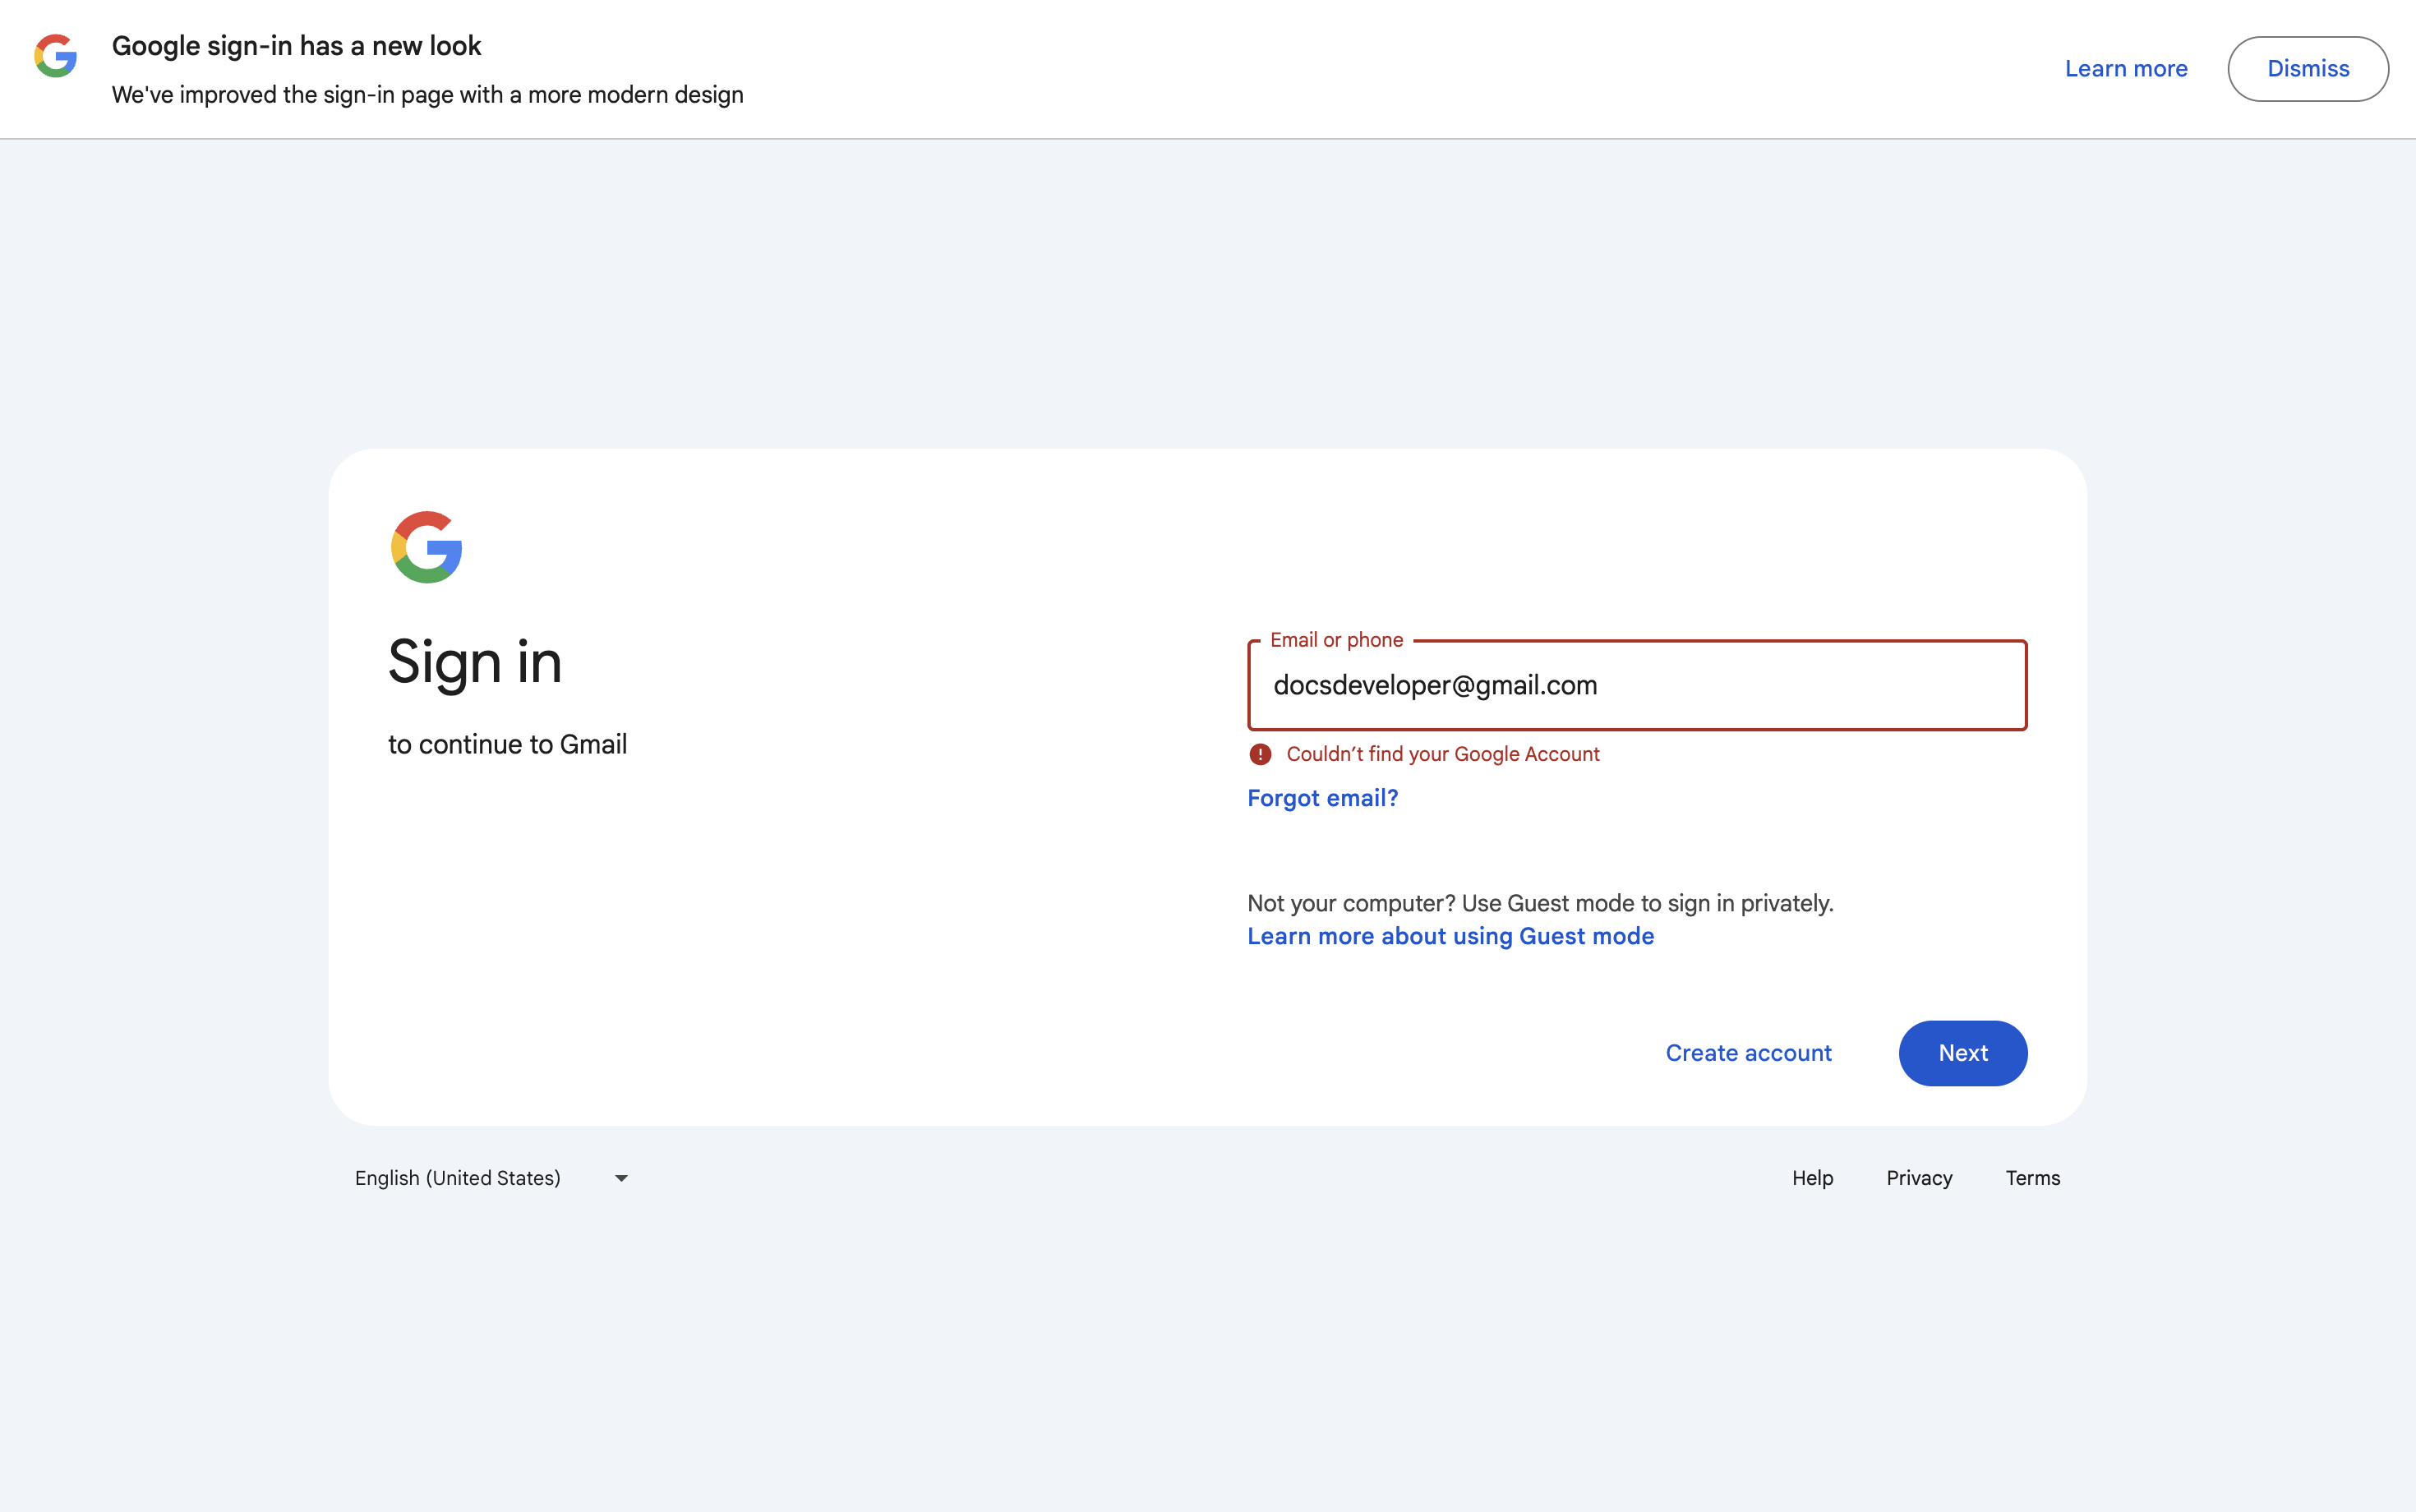 Google sign-in has a new look
We've improved the sign-in page with a more modern design
Learn more
Dismiss
Sign in
to continue to Gmail
Email or phone
docsdeveloper@gmail.com
Couldn’t find your Google Account
Forgot email?
Not your computer? Use Guest mode to sign in privately.
Learn more about using Guest mode
Create account
Next
English (United States)
Help
Privacy
Terms